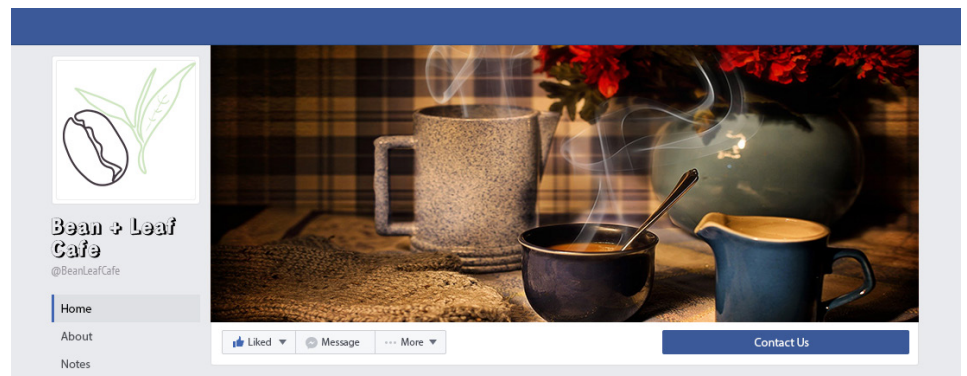 Bean + Leaf
Cafe
@BeanLeafCafe
Home
About
Notes
Liked
Message
More
Contact Us